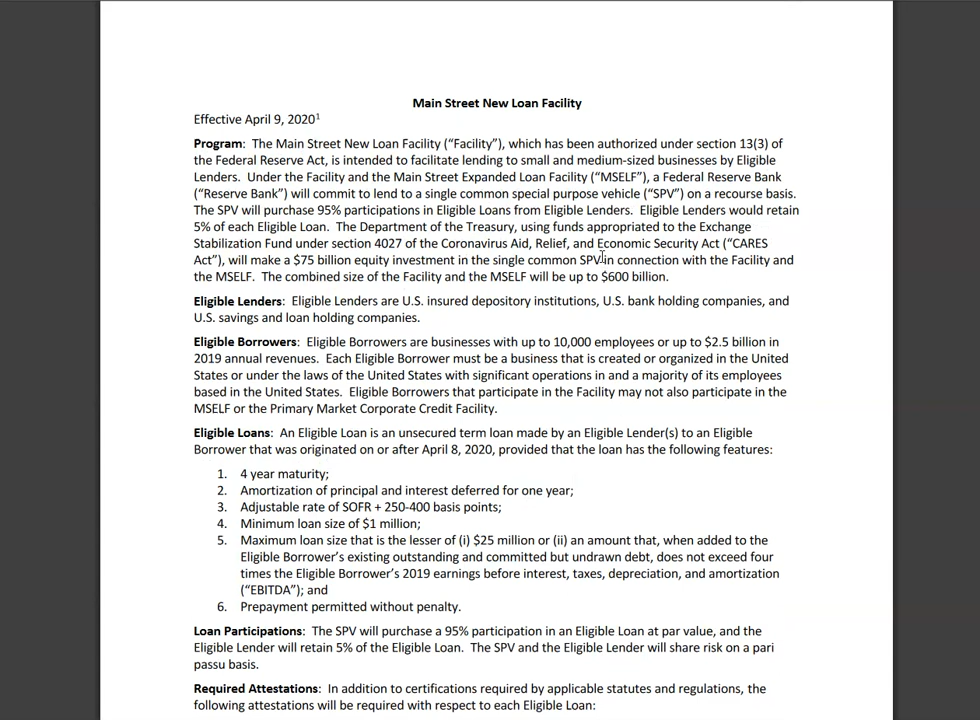 Main Street New Loan Facility
Effective April 9, 2020¹
Program: The Main Street New Loan Facility (“Facility”), which has been authorized under section 13(3) of
the Federal Reserve Act, is intended to facilitate lending to small and medium-sized businesses by Eligible
Lenders. Under the Facility and the Main Street Expanded Loan Facility (“MSELF”), a Federal Reserve Bank
(“Reserve Bank”) will commit to lend to a single common special purpose vehicle (“SPV”) on a recourse basis.
The SPV will purchase 95% participations in Eligible Loans from Eligible Lenders. Eligible Lenders would retain
5% of each Eligible Loan. The Department of the Treasury, using funds appropriated to the Exchange
Stabilization Fund under section 4027 of the Coronavirus Aid, Relief, and Economic Security Act (“CARES
Act”), will make a $75 billion equity investment in the single common SPV in connection with the Facility and
the MSELF. The combined size of the Facility and the MSELF will be up to $600 billion.
Eligible Lenders: Eligible Lenders are U.S. insured depository institutions, U.S. bank holding companies, and
U.S. savings and loan holding companies.
Eligible Borrowers: Eligible Borrowers are businesses with up to 10,000 employees or up to $2.5 billion in
2019 annual revenues. Each Eligible Borrower must be a business that is created or organized in the United
States or under the laws of the United States with significant operations in and a majority of its employees
based in the United States. Eligible Borrowers that participate in the Facility may not also participate in the
MSELF or the Primary Market Corporate Credit Facility.
Eligible Loans: An Eligible Loan is an unsecured term loan made by an Eligible Lender(s) to an Eligible
Borrower that was originated on or after April 8, 2020, provided that the loan has the following features:
1. 4 year maturity;
2. Amortization of principal and interest deferred for one year;
3. Adjustable rate of SOFR + 250-400 basis points;
4. Minimum loan size of $1 million;
5. Maximum loan size that is the lesser of (i) $25 million or (ii) an amount that, when added to the
Eligible Borrower’s existing outstanding and committed but undrawn debt, does not exceed four
times the Eligible Borrower’s 2019 earnings before interest, taxes, depreciation, and amortization
(“EBITDA”); and
6. Prepayment permitted without penalty.
Loan Participations: The SPV will purchase a 95% participation in an Eligible Loan at par value, and the
Eligible Lender will retain 5% of the Eligible Loan. The SPV and the Eligible Lender will share risk on a pari
passu basis.
Required Attestations: In addition to certifications required by applicable statutes and regulations, the
following attestations will be required with respect to each Eligible Loan: